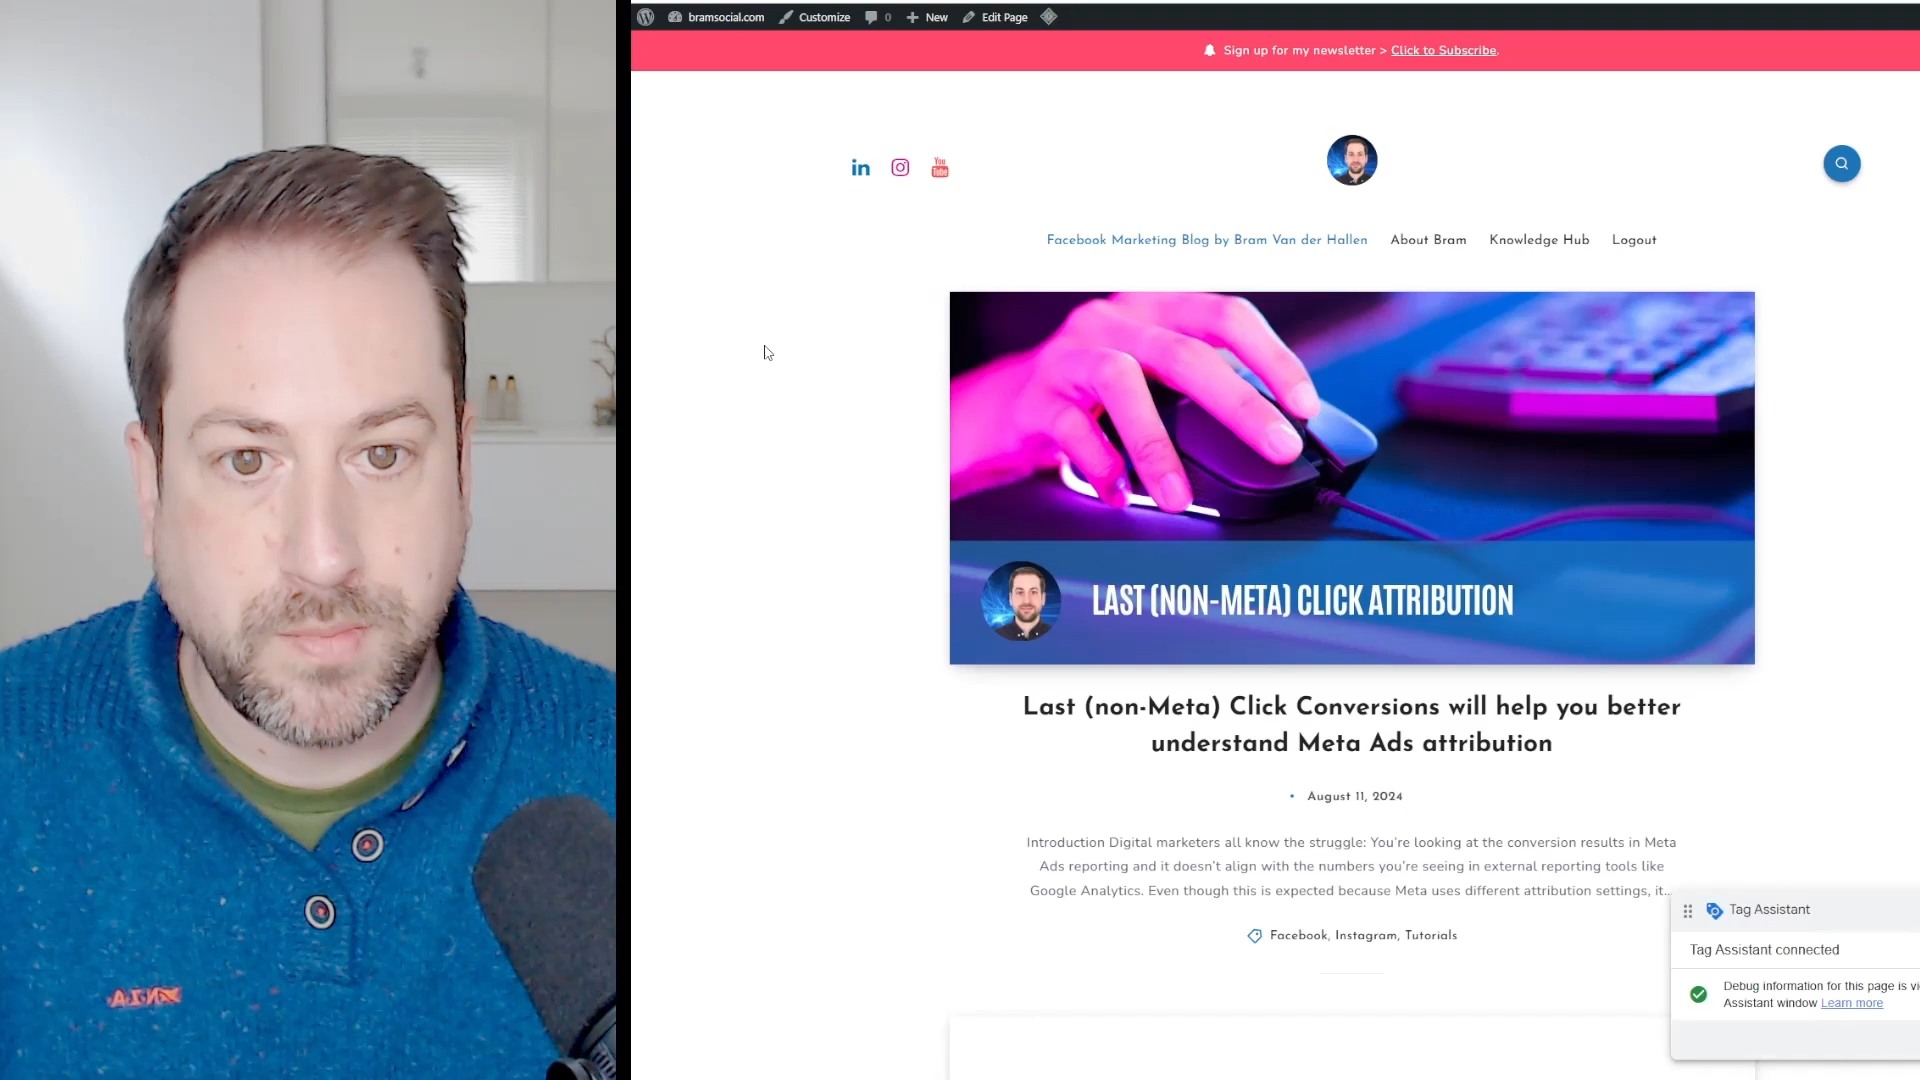 bramsocial.com Customize 0 New Edit Page
Sign up for my newsletter > Click to Subscribe.
in
You
Tube
Facebook Marketing Blog by Bram Van der Hallen About Bram Knowledge Hub Logout
LAST (NON-META) CLICK ATTRIBUTION
Last (non-Meta) Click Conversions will help you better
understand Meta Ads attribution
• August 11, 2024
Introduction Digital marketers all know the struggle: You're looking at the conversion results in Meta
Ads reporting and it doesn't align with the numbers you're seeing in external reporting tools like
Google Analytics. Even though this is expected because Meta uses different attribution settings, it...
Facebook, Instagram, Tutorials
Tag Assistant
Tag Assistant connected
Debug information for this page is
Assistant window Learn more